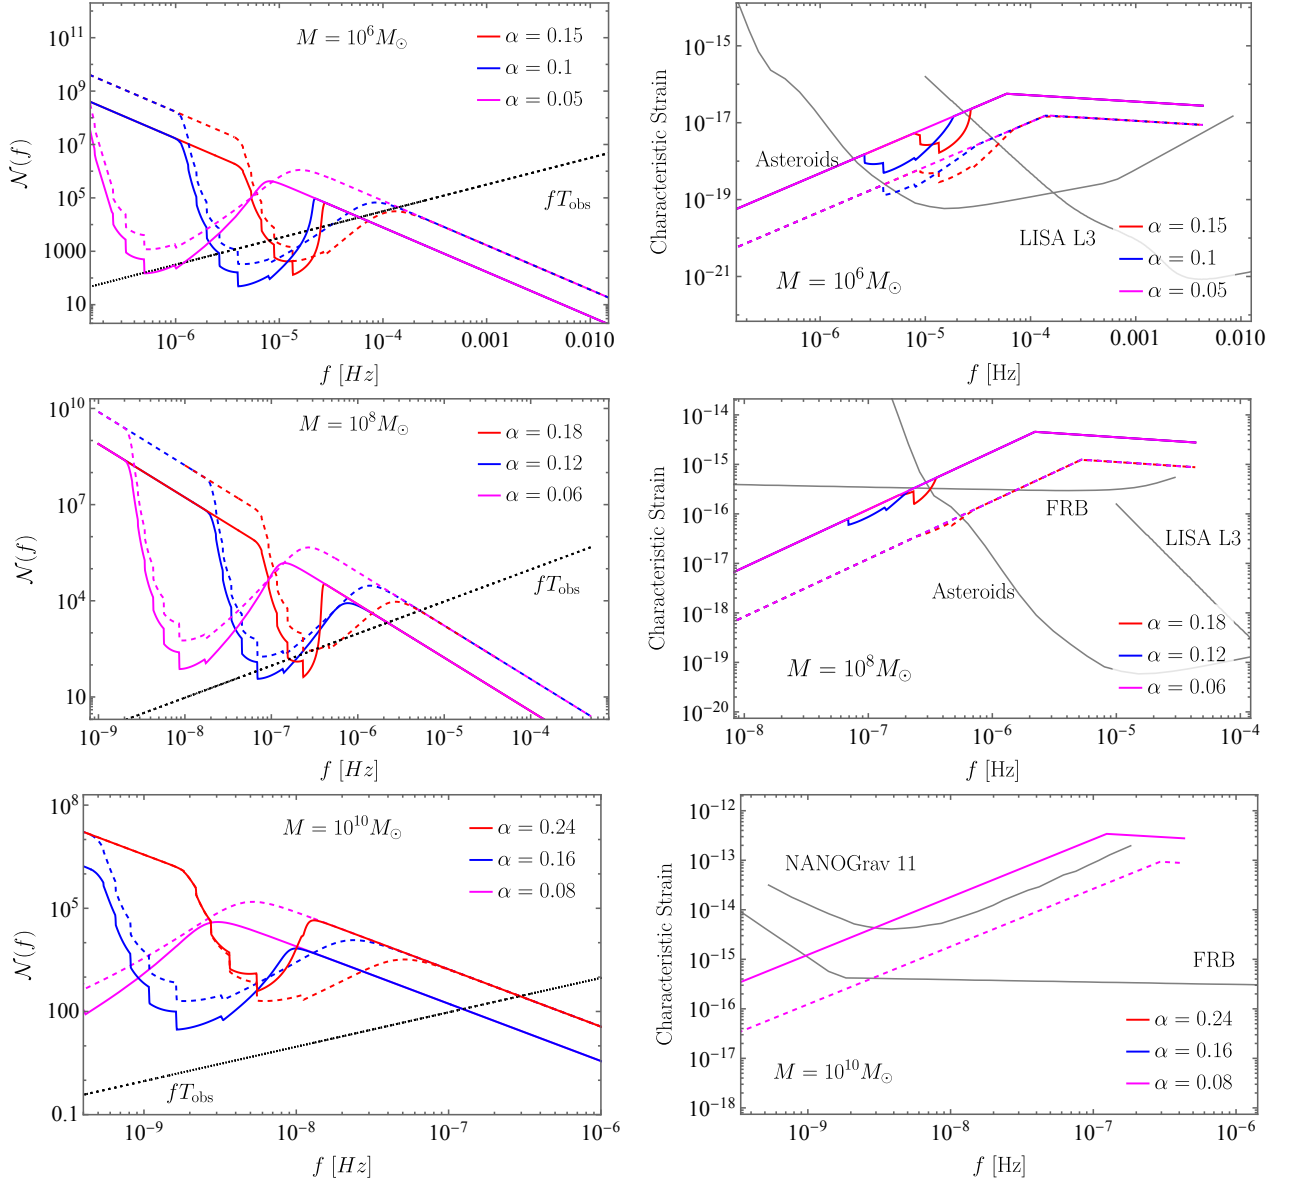 10^11
10^9
10^7
10^5
1000
10
10^-6
10^-5
10^-4
0.001
0.010
𝒩(f)
f [Hz]
M = 10^6 M_⊙
α = 0.15
α = 0.1
α = 0.05
fT_obs
10^-15
10^-17
10^-19
10^-21
10^-6
10^-5
10^-4
0.001
0.010
Characteristic Strain
f [Hz]
Asteroids
LISA L3
M = 10^6 M_⊙
α = 0.15
α = 0.1
α = 0.05
10^10
10^7
10^4
10
10^-9
10^-8
10^-7
10^-6
10^-5
10^-4
𝒩(f)
f [Hz]
M = 10^8 M_⊙
α = 0.18
α = 0.12
α = 0.06
fT_obs
10^-14
10^-15
10^-16
10^-17
10^-18
10^-19
10^-20
10^-8
10^-7
10^-6
10^-5
10^-4
Characteristic Strain
f [Hz]
FRB
LISA L3
Asteroids
M = 10^8 M_⊙
α = 0.18
α = 0.12
α = 0.06
10^8
10^5
100
0.1
10^-9
10^-8
10^-7
10^-6
𝒩(f)
f [Hz]
M = 10^10 M_⊙
α = 0.24
α = 0.16
α = 0.08
fT_obs
10^-12
10^-13
10^-14
10^-15
10^-16
10^-17
10^-18
10^-9
10^-8
10^-7
10^-6
Characteristic Strain
f [Hz]
NANOGrav 11
FRB
M = 10^10 M_⊙
α = 0.24
α = 0.16
α = 0.08